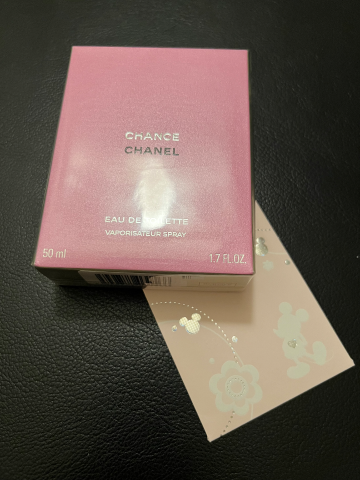 CHANCE
CHANEL
EAU DE TOILETTE
VAPORISATEUR SPRAY
50 ml 1.7 FL.OZ.